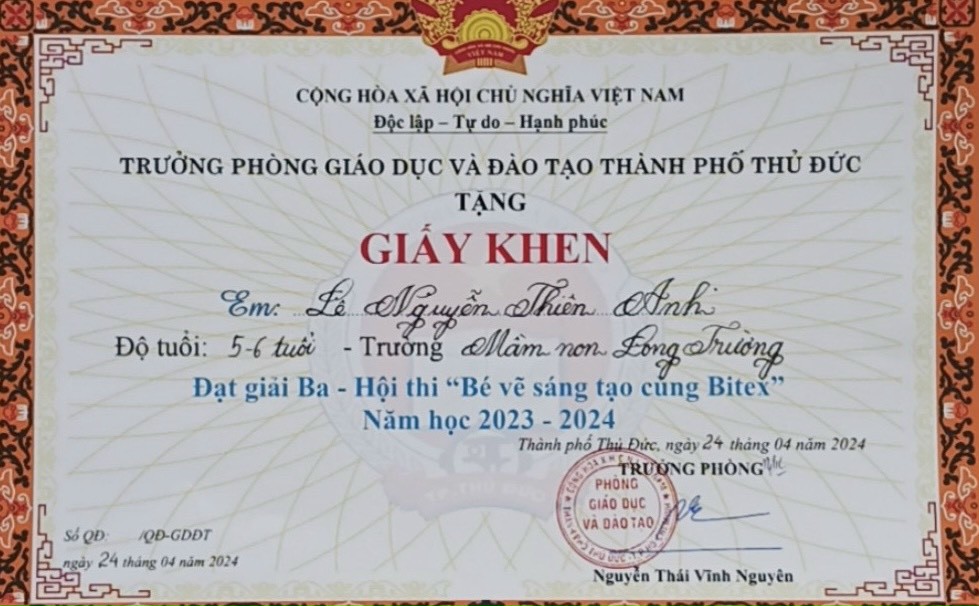 VIỆT NAM
CỘNG HÒA XÃ HỘI CHỦ NGHĨA VIỆT NAM
Độc lập – Tự do – Hạnh phúc
TRƯỞNG PHÒNG GIÁO DỤC VÀ ĐÀO TẠO THÀNH PHỐ THỦ ĐỨC
TẶNG
GIẤY KHEN
Em: Lê Nguyễn Thiên Anh
Độ tuổi: 5-6 tuổi - Trường Mầm non Long Trường
Đạt giải Ba - Hội thi “Bé vẽ sáng tạo cùng Bitex”
Năm học 2023 - 2024
Thành phố Thủ Đức, ngày 24 tháng 04 năm 2024
TRƯỞNG PHÒNG
PHÒNG
GIÁO DỤC
VÀ ĐÀO TẠO
Số QĐ: /QĐ-GDĐT
ngày 24 tháng 04 năm 2024
Nguyễn Thái Vĩnh Nguyên